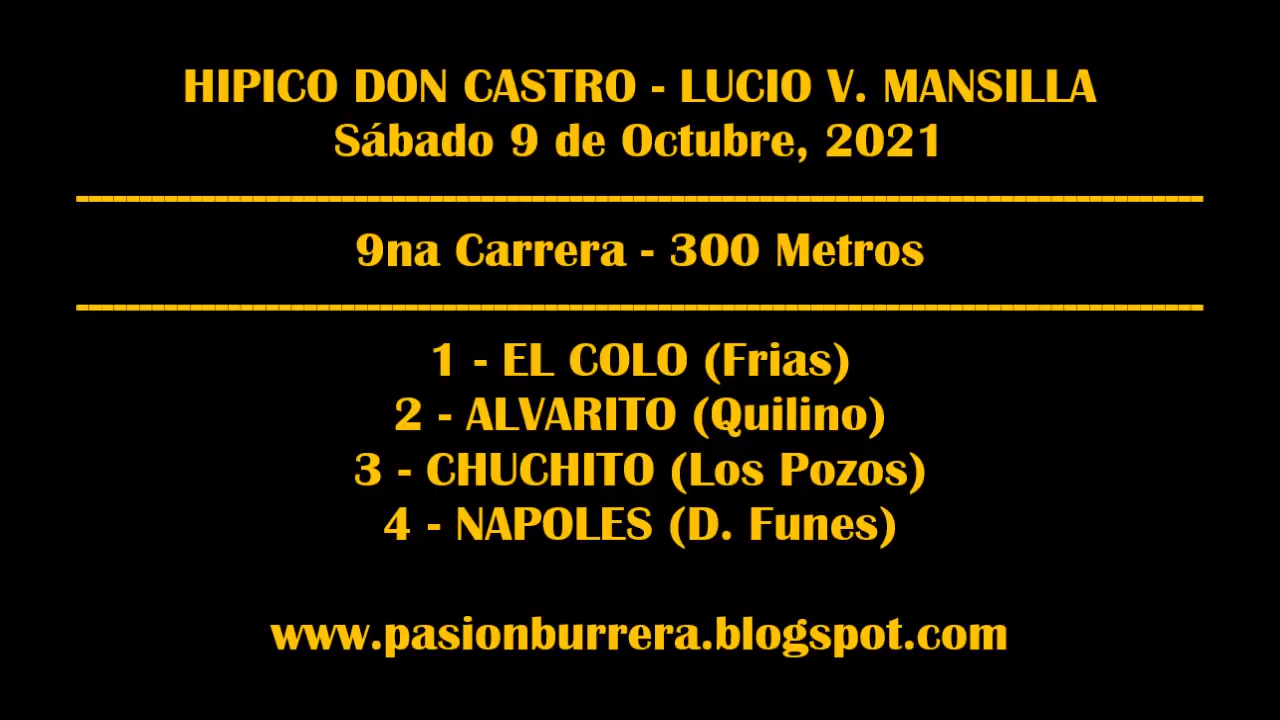 HIPICO DON CASTRO - LUCIO V. MANSILLA
Sábado 9 de Octubre, 2021
9na Carrera - 300 Metros
1 - EL COLO (Frias)
2 - ALVARITO (Quilino)
3 - CHUCHITO (Los Pozos)
4 - NAPOLES (D. Funes)
www.pasionburrera.blogspot.com